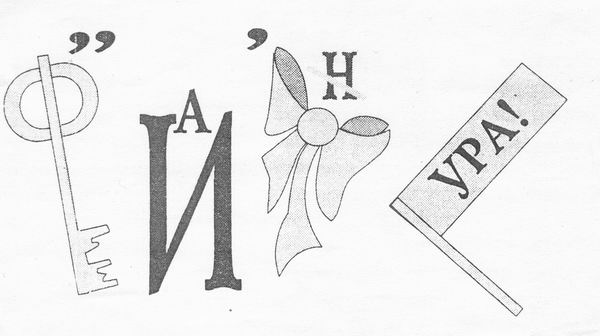 ,,
А
И
,
Н
УРА!